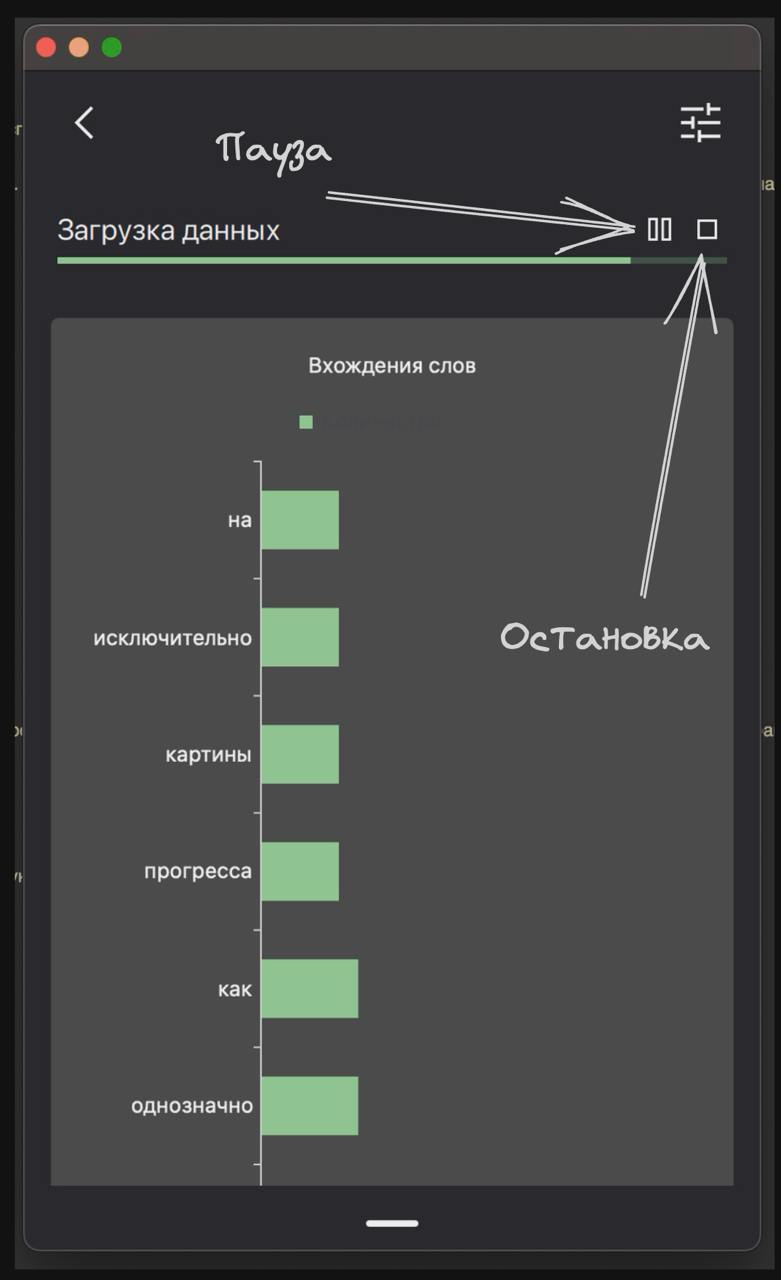 Пауза
Загрузка данных
Вхождения слов
на
исключительно
картины
Остановка
прогресса
как
однозначно